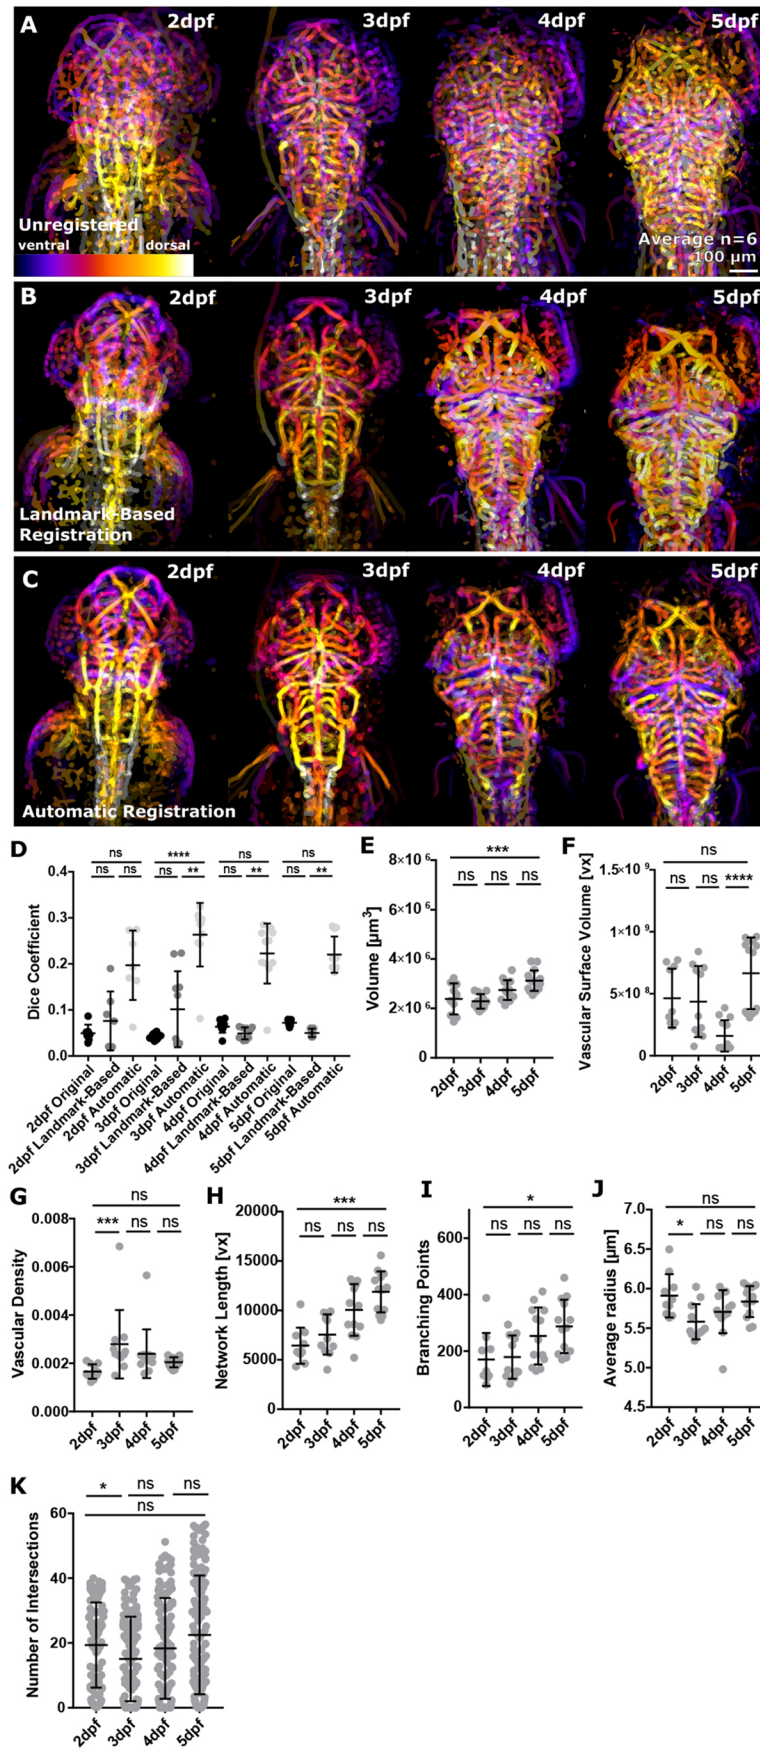 A 2dpf 3dpf 4dpf 5dpf
Unregistered
ventral dorsal
Average n=6
100 µm
B 2dpf 3dpf 4dpf 5dpf
Landmark-Based
Registration
C 2dpf 3dpf 4dpf 5dpf
Automatic Registration
D
ns **** ns ns
ns ns ns ** ns ** ns **
Dice Coefficient
0.4
0.3
0.2
0.1
0.0
2dpf Original
2dpf Landmark-Based
2dpf Automatic
3dpf Original
3dpf Landmark-Based
3dpf Automatic
4dpf Original
4dpf Landmark-Based
4dpf Automatic
5dpf Original
5dpf Landmark-Based
5dpf Automatic
E
***
ns ns ns
Volume [µm³]
8×10⁶
6×10⁶
4×10⁶
2×10⁶
0
2dpf 3dpf 4dpf 5dpf
F
ns
ns ns ****
Vascular Surface Volume [vx]
1.5×10⁹
1×10⁹
5×10⁸
0
2dpf 3dpf 4dpf 5dpf
G
ns
*** ns ns
Vascular Density
0.008
0.006
0.004
0.002
0.000
2dpf 3dpf 4dpf 5dpf
H
***
ns ns ns
Network Length [vx]
20000
15000
10000
5000
0
2dpf 3dpf 4dpf 5dpf
I
*
ns ns ns
Branching Points
600
400
200
0
2dpf 3dpf 4dpf 5dpf
J
ns
* ns ns
Average radius [µm]
6.0
6.5
5.5
5.0
4.5
2dpf 3dpf 4dpf 5dpf
K
* ns ns
ns
Number of Intersections
60
40
20
0
2dpf 3dpf 4dpf 5dpf